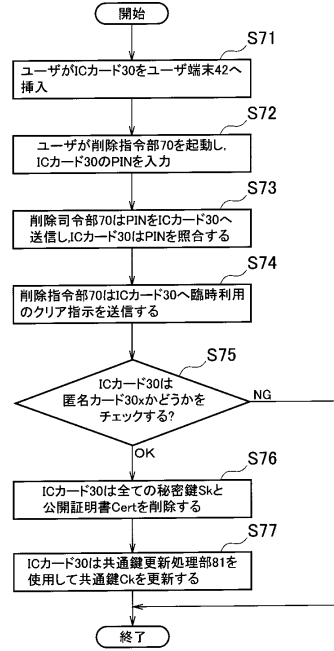 開始
S71
ユーザがICカード30をユーザ端末42へ
挿入
S72
ユーザが削除指令部70を起動し,
ICカード30のPINを入力
S73
削除司令部70はPINをICカード30へ
送信し,ICカード30はPINを照合する
S74
削除指令部70はICカード30へ臨時利用
のクリア指示を送信する
S75
ICカード30は
匿名カード30xかどうかを
チェックする?
NG
OK
S76
ICカード30は全ての秘密鍵Skと
公開証明書Certを削除する
S77
ICカード30は共通鍵更新処理部81を
使用して共通鍵Ckを更新する
終了